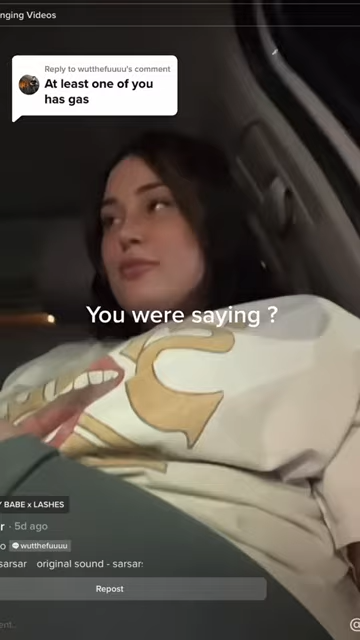 nging Videos
Reply to wutthefuuuu's comment
At least one of you
has gas
You were saying ?
Y BABE x LASHES
r · 5d ago
o wutthefuuuu
sarsar original sound - sarsar
Repost
ent..
@